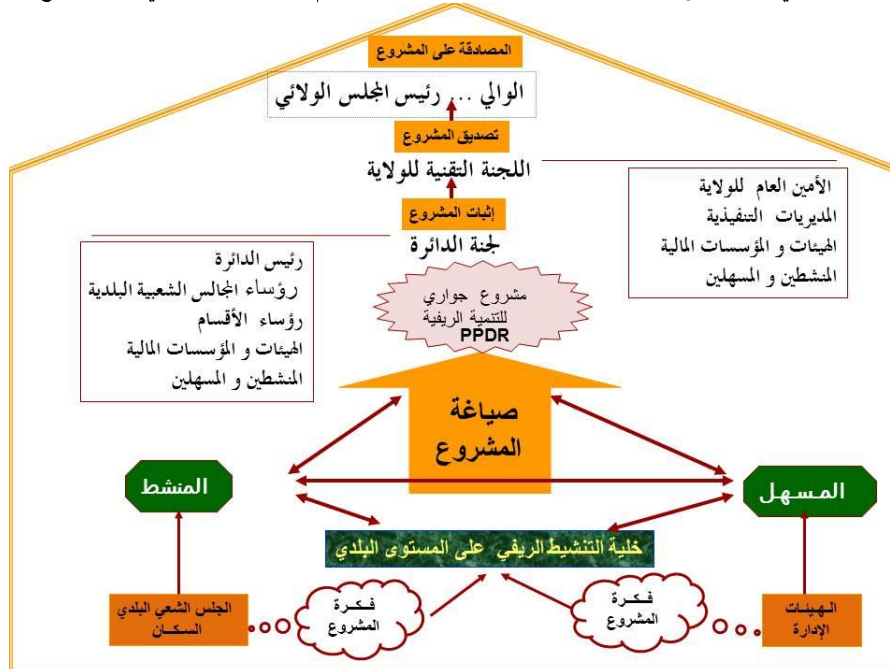 المصادقة على المشروع
الوالي ... رئيس المجلس الولائي
تصديق المشروع
اللجنة التقنية للولاية
إثبات المشروع
لجنة الدائرة
الأمين العام للولاية
المديريات التنفيذية
الهيئات و المؤسسات المالية
المنشطين و المسهلين
رئيس الدائرة
رؤساء المجالس الشعبية البلدية
رؤساء الأقسام
الهيئات و المؤسسات المالية
المنشطين و المسهلين
مشروع جواري
للتنمية الريفية
PPDR
صياغة
المشروع
المسهل
المنشط
خلية التنشيط الريفي على المستوى البلدي
الهيئات
الإدارة
فكرة
المشروع
فكرة
المشروع
الجلس الشعي البلدي
السكان